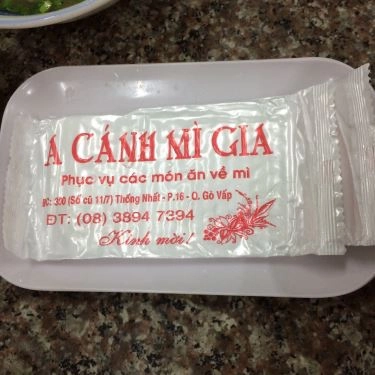 A CÁNH MÌ GIA
Phục vụ các món ăn về mì
ĐC: 300 (Số cũ 11/7) Thống Nhất - P.16 - Q. Gò Vấp
ĐT: (08) 3894 7394
Kính mời!